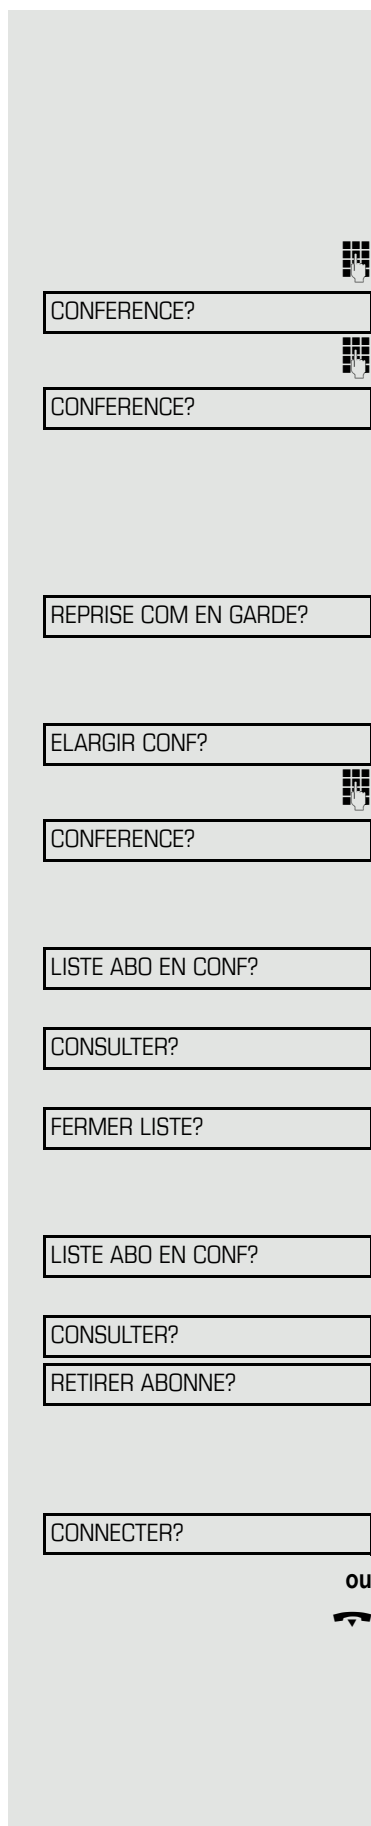 CONFERENCE?
CONFERENCE?
REPRISE COM EN GARDE?
ELARGIR CONF?
CONFERENCE?
LISTE ABO EN CONF?
CONSULTER?
FERMER LISTE?
LISTE ABO EN CONF?
CONSULTER?
RETIRER ABONNE?
CONNECTER?
ou